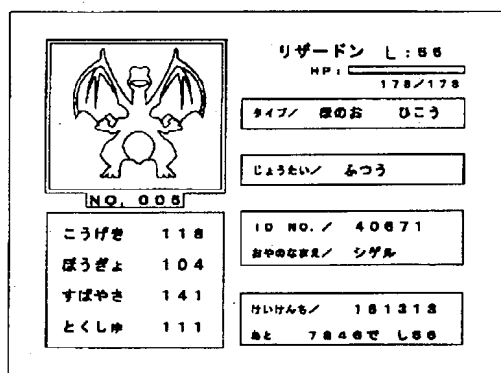 リザードン L:55
HP:
178/178
タイプ/ ほのお ひこう
じょうたい/ ふつう
NO. 006
こうげき 118
ぼうぎょ 104
すばやさ 141
とくしゅ 111
ID NO./ 40671
おやのなまえ/ シゲル
けいけんち/ 161313
あと 7846で L56